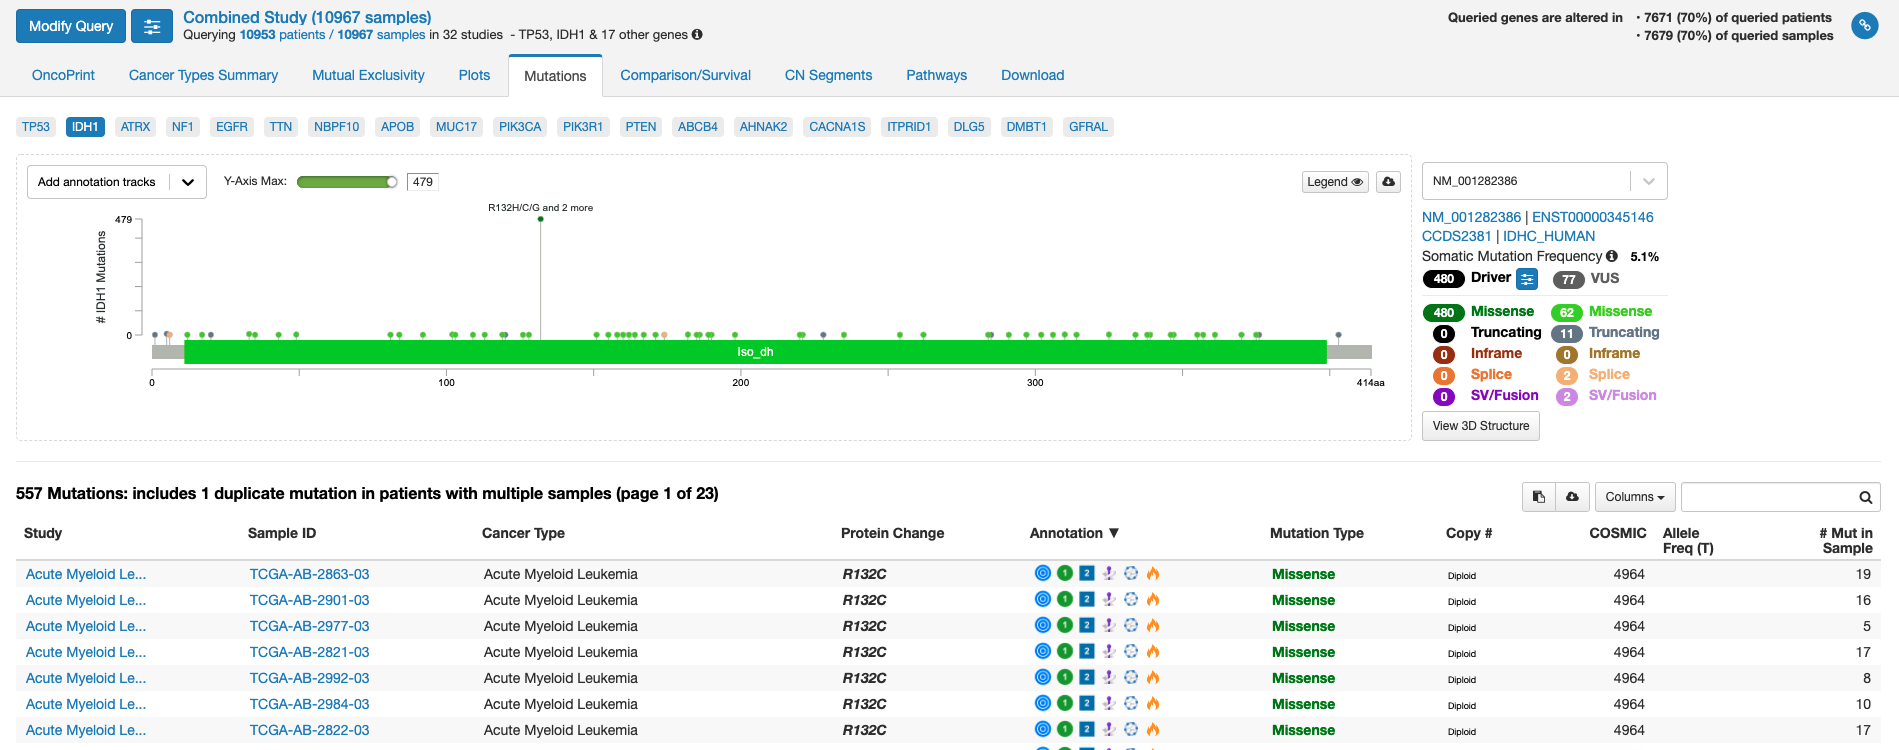 Modify Query
Combined Study (10967 samples)
Querying 10953 patients / 10967 samples in 32 studies - TP53, IDH1 & 17 other genes
Queried genes are altered in
• 7671 (70%) of queried patients
• 7679 (70%) of queried samples
OncoPrint Cancer Types Summary Mutual Exclusivity Plots Mutations Comparison/Survival CN Segments Pathways Download
TP53 IDH1 ATRX NF1 EGFR TTN NBPF10 APOB MUC17 PIK3CA PIK3R1 PTEN ABCB4 AHNAK2 CACNA1S ITPRID1 DLG5 DMBT1 GFRAL
Add annotation tracks
Y-Axis Max: 479
Legend
R132H/C/G and 2 more
479
# IDH1 Mutations
0
Iso_dh
0 100 200 300 414aa
NM_001282386
NM_001282386 | ENST00000345146
CCDS2381 | IDHC_HUMAN
Somatic Mutation Frequency 5.1%
480 Driver 77 VUS
480 Missense 62 Missense
0 Truncating 11 Truncating
0 Inframe 0 Inframe
0 Splice 2 Splice
0 SV/Fusion 2 SV/Fusion
View 3D Structure
557 Mutations: includes 1 duplicate mutation in patients with multiple samples (page 1 of 23)
Columns
Study Sample ID Cancer Type Protein Change Annotation ▼ Mutation Type Copy # COSMIC Allele Freq (T) # Mut in Sample
Acute Myeloid Le... TCGA-AB-2863-03 Acute Myeloid Leukemia R132C 1 2 Missense Diploid 4964 19
Acute Myeloid Le... TCGA-AB-2901-03 Acute Myeloid Leukemia R132C 1 2 Missense Diploid 4964 16
Acute Myeloid Le... TCGA-AB-2977-03 Acute Myeloid Leukemia R132C 1 2 Missense Diploid 4964 5
Acute Myeloid Le... TCGA-AB-2821-03 Acute Myeloid Leukemia R132C 1 2 Missense Diploid 4964 17
Acute Myeloid Le... TCGA-AB-2992-03 Acute Myeloid Leukemia R132C 1 2 Missense Diploid 4964 8
Acute Myeloid Le... TCGA-AB-2984-03 Acute Myeloid Leukemia R132C 1 2 Missense Diploid 4964 10
Acute Myeloid Le... TCGA-AB-2822-03 Acute Myeloid Leukemia R132C 1 2 Missense Diploid 4964 17